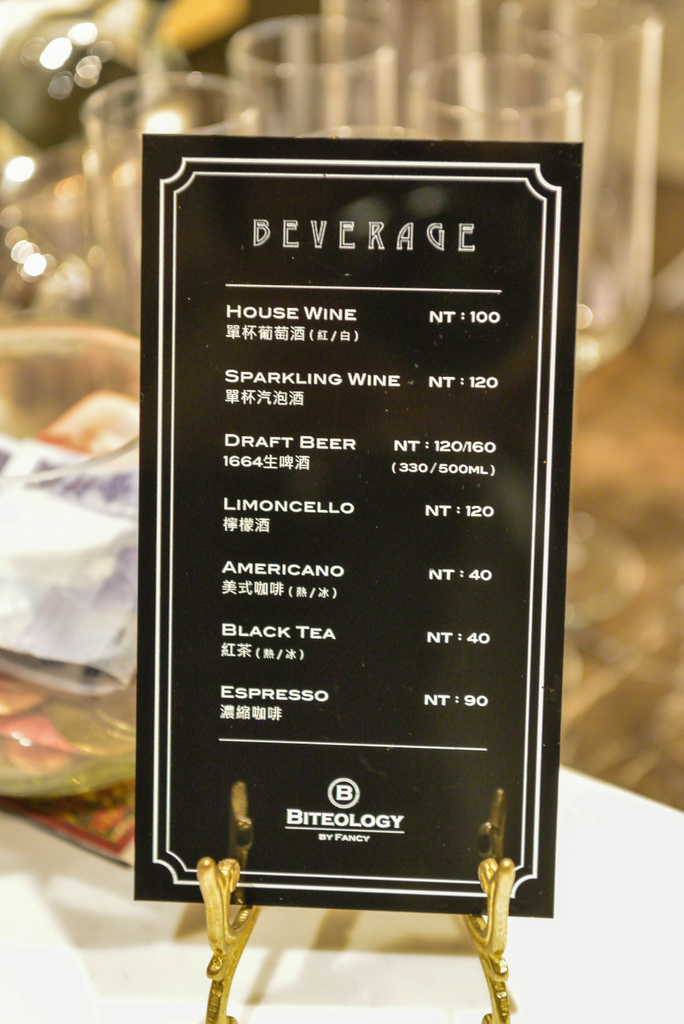 BEVERAGE
HOUSE WINE NT：100
單杯葡萄酒（紅/白）
SPARKLING WINE NT：120
單杯汽泡酒
DRAFT BEER NT：120/160
1664生啤酒 （330/500ML）
LIMONCELLO NT：120
檸檬酒
AMERICANO NT：40
美式咖啡（熱/冰）
BLACK TEA NT：40
紅茶（熱/冰）
ESPRESSO NT：90
濃縮咖啡
B
BITEOLOGY
BY FANCY